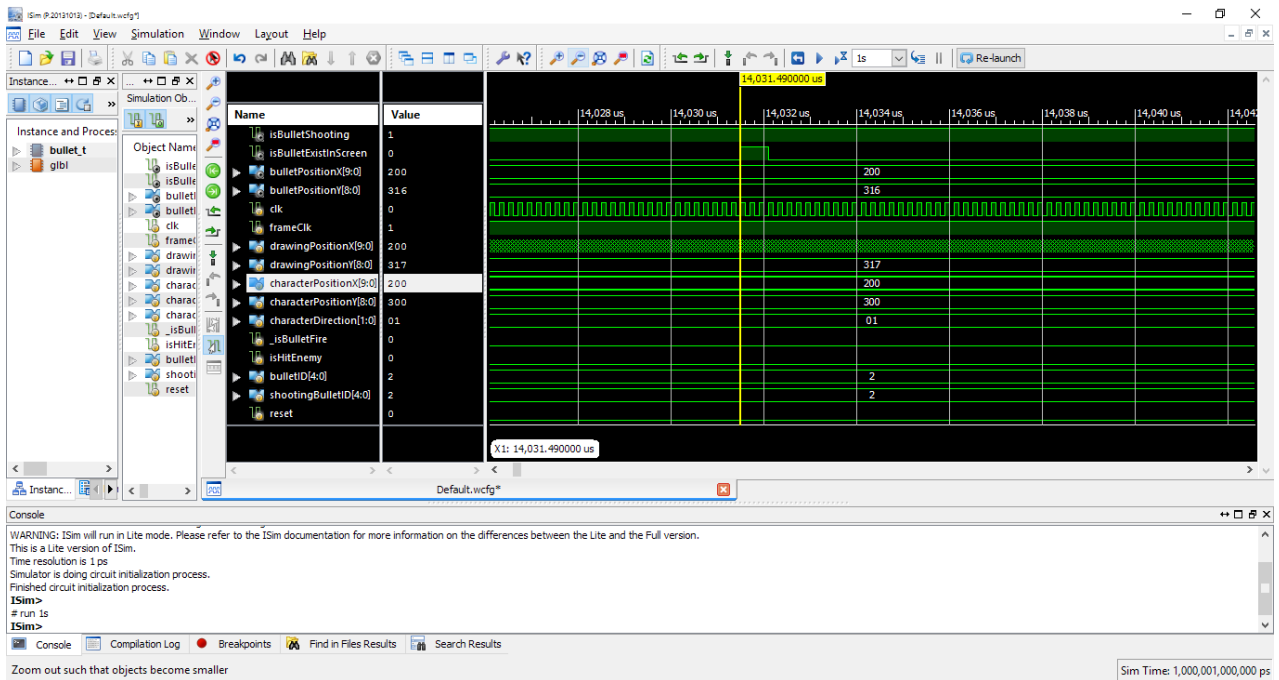 ISim (P.20131013) - [Default.wcfg*]
File Edit View Simulation Window Layout Help
1s Re-launch
Instance...
...
Simulation Ob...
»
»
Instance and Process
bullet_t
glbl
Object Name
isBulle
isBulle
bulletI
bulletI
clk
frameC
drawin
drawin
charac
charac
charac
_isBull
isHitEn
bulletI
shooti
reset
Name Value
isBulletShooting 1
isBulletExistInScreen 0
bulletPositionX[9:0] 200
bulletPositionY[8:0] 316
clk 0
frameClk 1
drawingPositionX[9:0] 200
drawingPositionY[8:0] 317
characterPositionX[9:0] 200
characterPositionY[8:0] 300
characterDirection[1:0] 01
_isBulletFire 0
isHitEnemy 0
bulletID[4:0] 2
shootingBulletID[4:0] 2
reset 0
14,031.490000 us
14,028 us 14,030 us 14,032 us 14,034 us 14,036 us 14,038 us 14,040 us 14,04
200
316
317
200
300
01
2
2
X1: 14,031.490000 us
Instanc...
Default.wcfg*
Console
WARNING: ISim will run in Lite mode. Please refer to the ISim documentation for more information on the differences between the Lite and the Full version.
This is a Lite version of ISim.
Time resolution is 1 ps
Simulator is doing circuit initialization process.
Finished circuit initialization process.
ISim>
# run 1s
ISim>
Console Compilation Log Breakpoints Find in Files Results Search Results
Zoom out such that objects become smaller
Sim Time: 1,000,001,000,000 ps